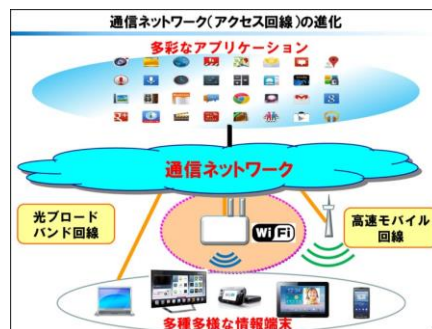 通信ネットワーク(アクセス回線)の進化
多彩なアプリケーション
通信ネットワーク
光ブロード
バンド回線
WiFi
高速モバイル
回線
多種多様な情報端末